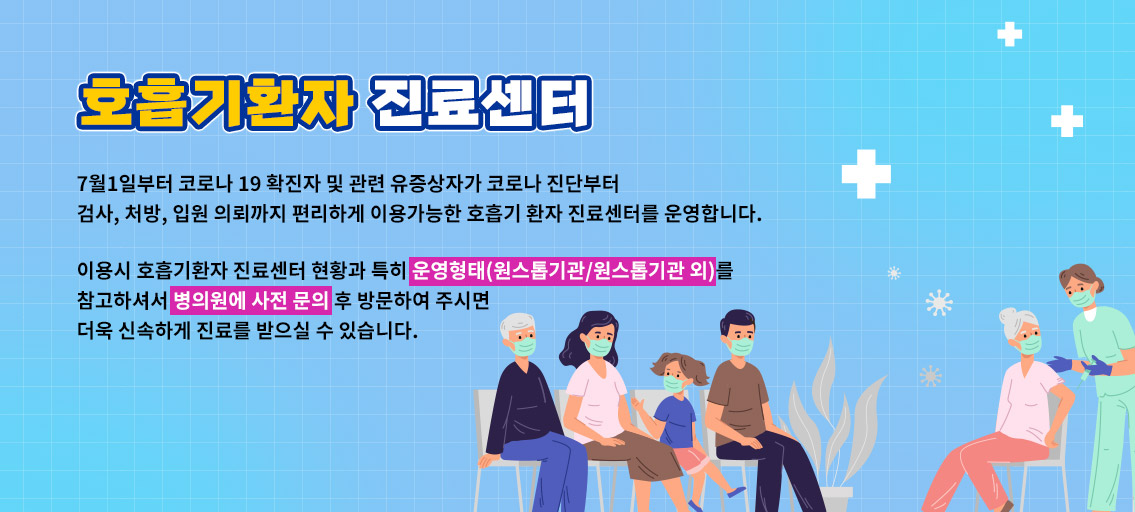 호흡기환자 진료센터
7월1일부터 코로나 19 확진자 및 관련 유증상자가 코로나 진단부터
검사, 처방, 입원 의뢰까지 편리하게 이용가능한 호흡기 환자 진료센터를 운영합니다.
이용시 호흡기환자 진료센터 현황과 특히 운영형태(원스톱기관/원스톱기관 외)를
참고하셔서 병의원에 사전 문의 후 방문하여 주시면
더욱 신속하게 진료를 받으실 수 있습니다.